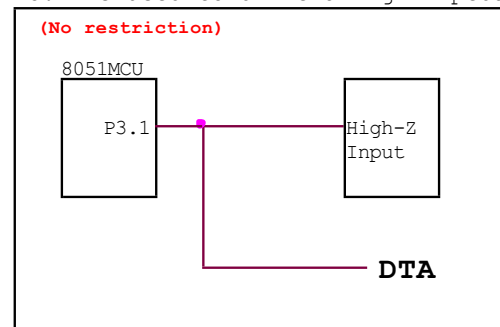 (No restriction)
8051MCU
P3.1
High-Z
Input
DTA